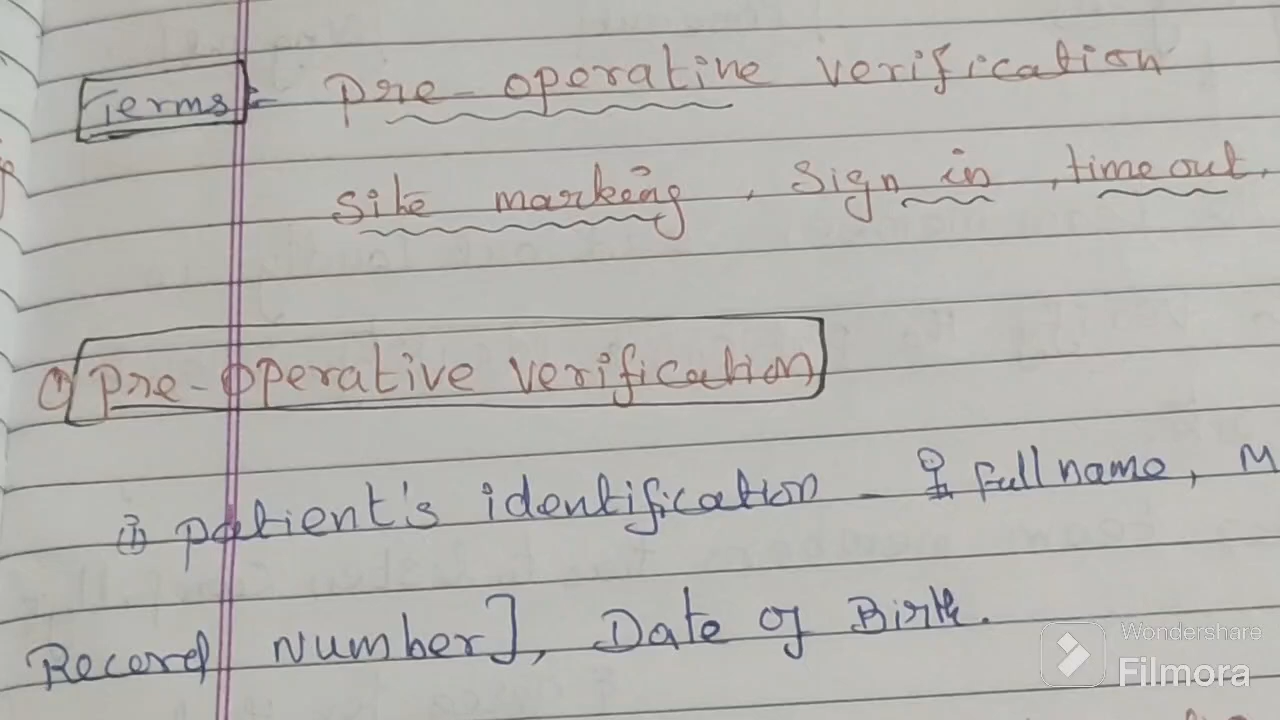 Terms:- Pre-operative verification
Site marking, Sign in, time out,
Pre-operative verification
i) patient's identification - full name, M
Record Number], Date of Birth.
Wondershare
Filmora